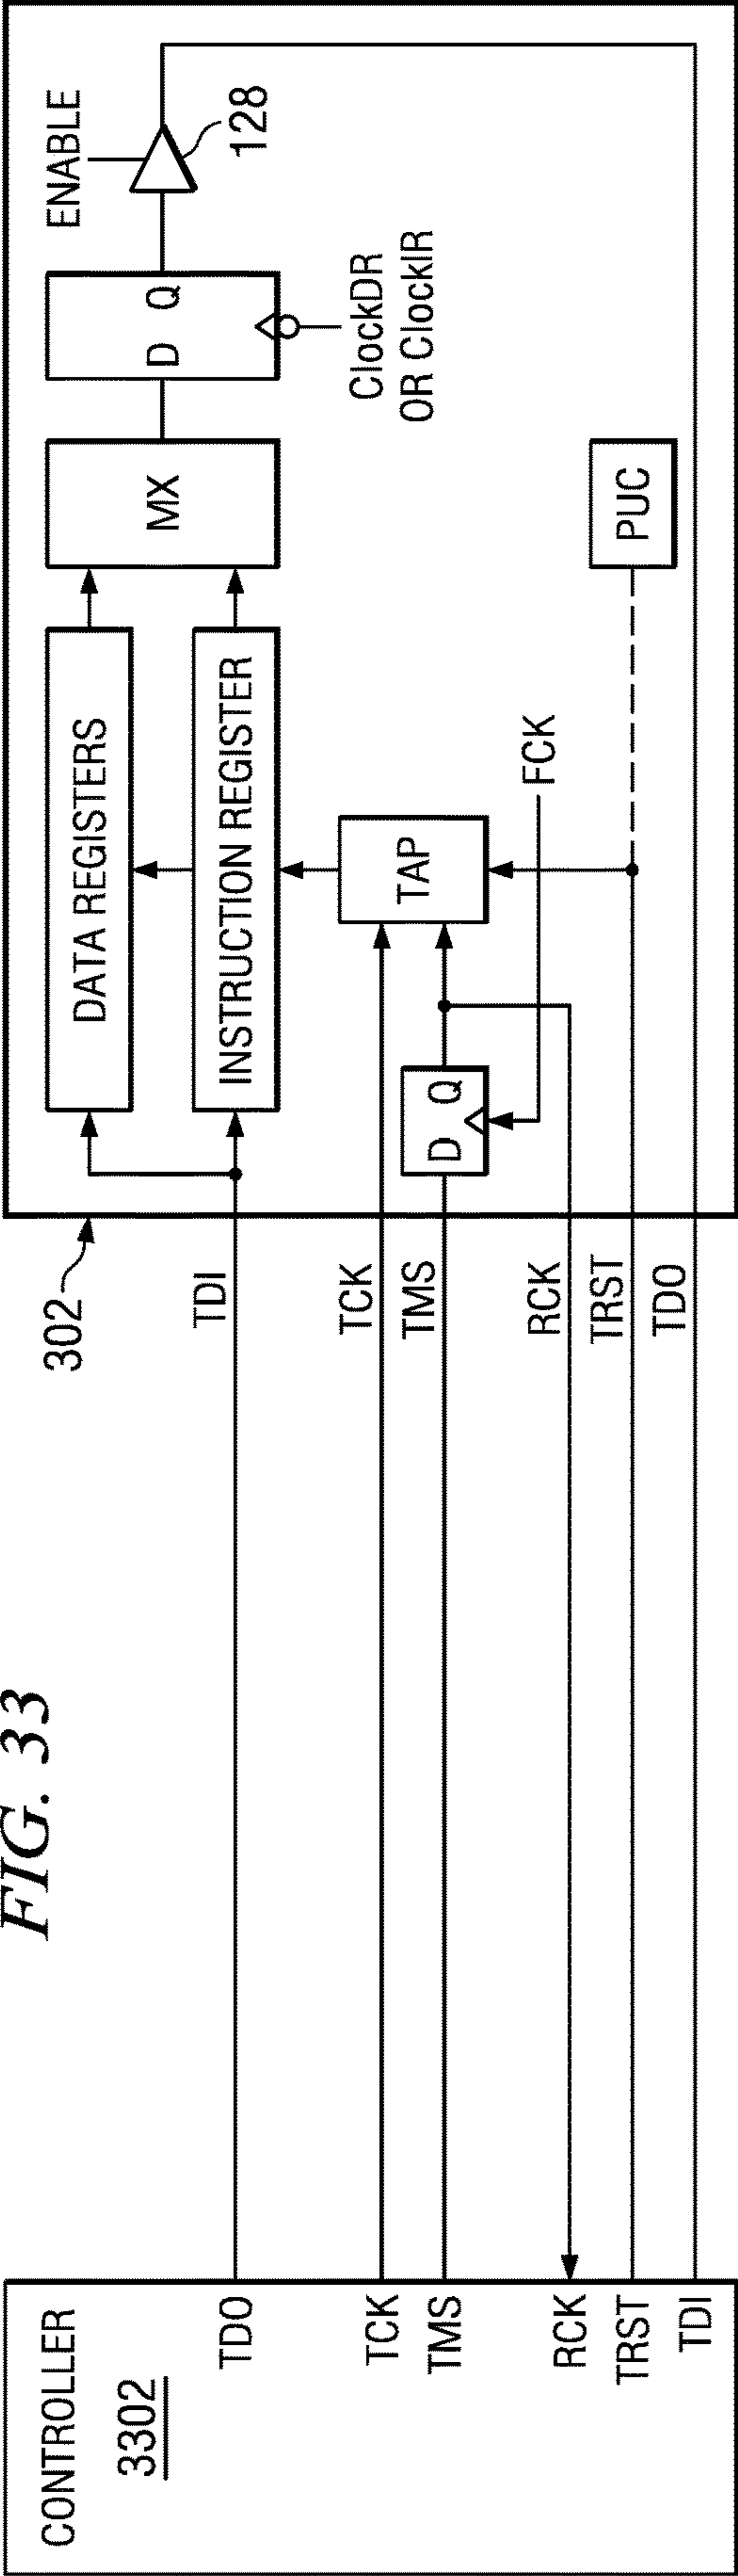 FIG. 33
CONTROLLER
3302
TDO
TCK
TMS
RCK
TRST
TDI
302
TDI
TCK
TMS
RCK
TRST
TDO
DATA REGISTERS
INSTRUCTION REGISTER
TAP
D Q
FCK
PUC
MX
D Q
ClockDR
OR ClockIR
ENABLE
128